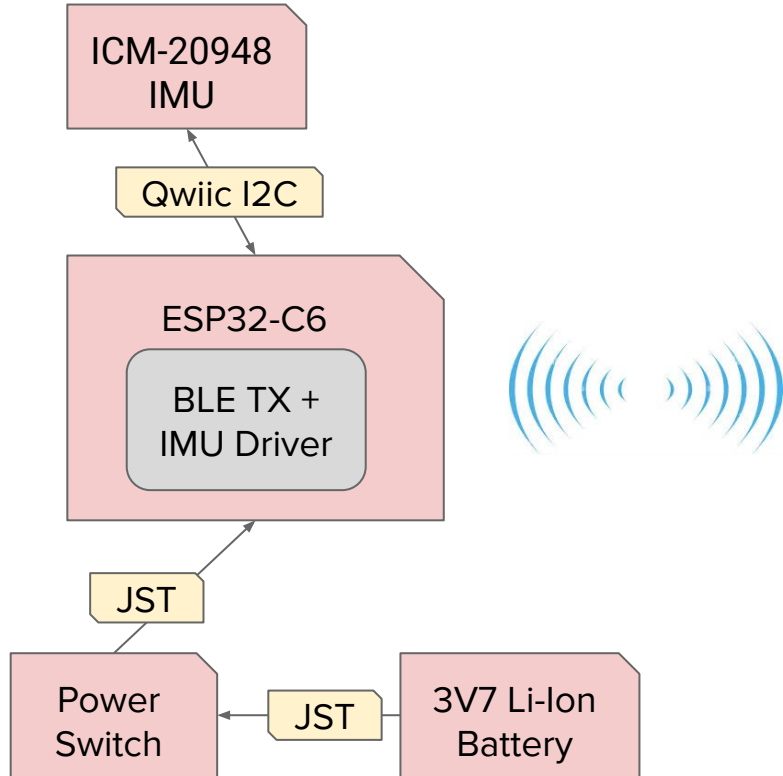 ICM-20948
IMU
Qwiic I2C
ESP32-C6
BLE TX +
IMU Driver
JST
Power
Switch
JST
3V7 Li-Ion
Battery